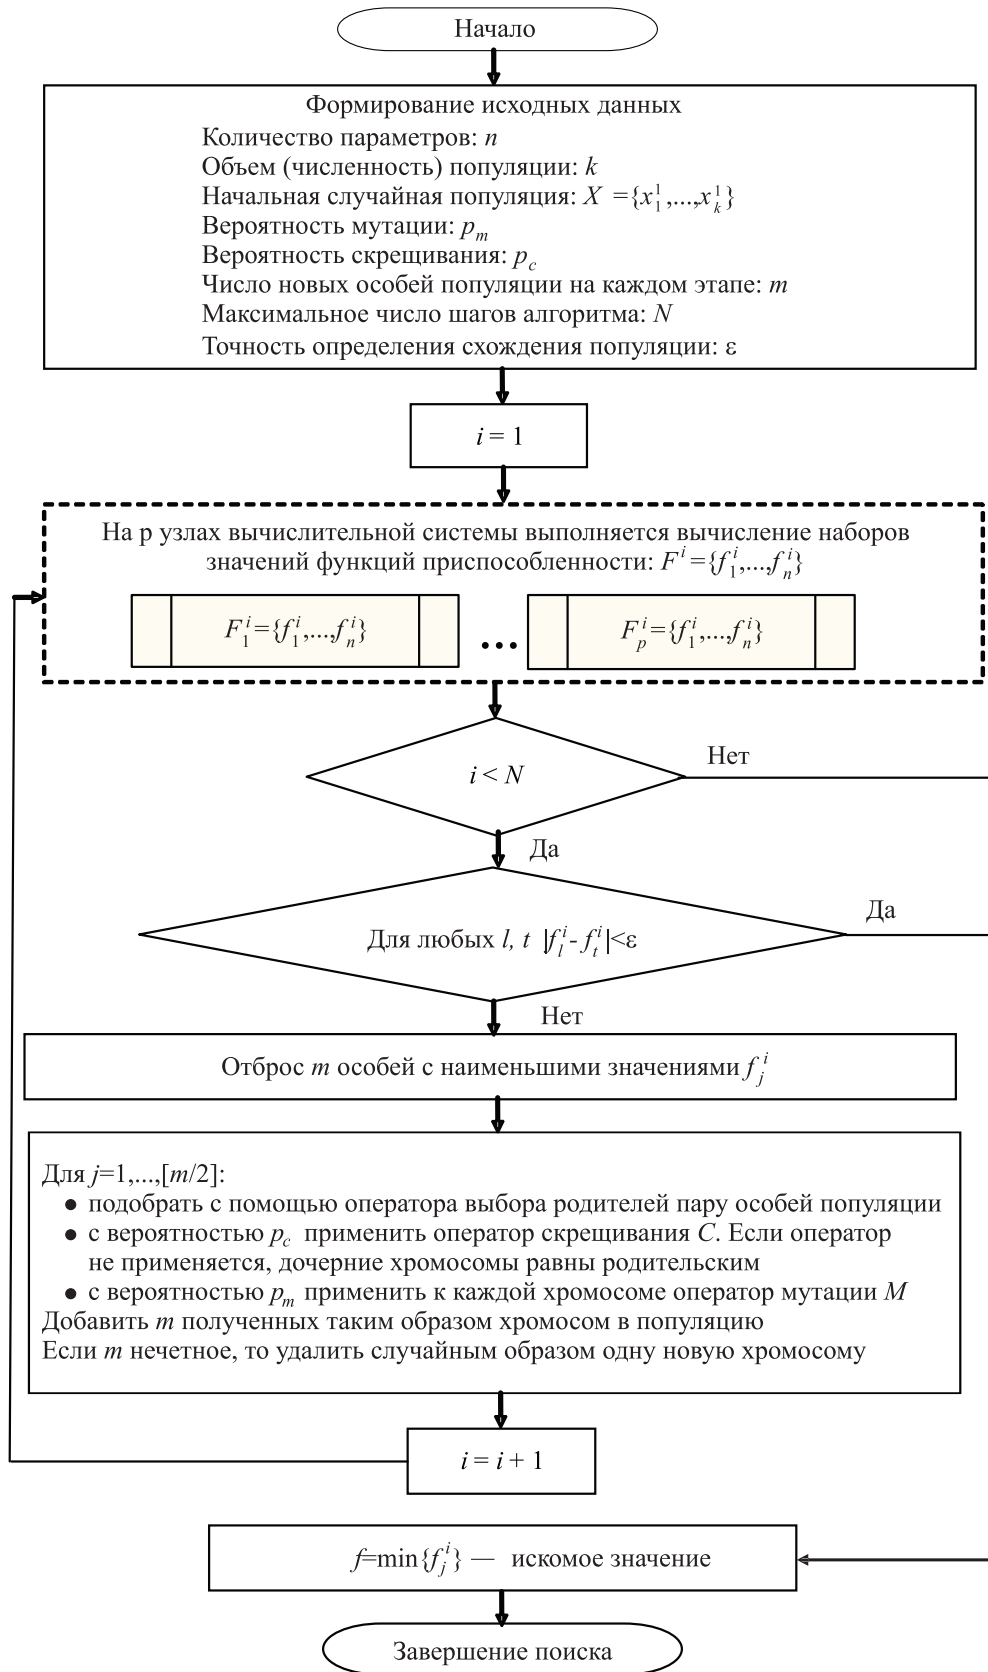 Начало
Формирование исходных данных
Количество параметров: n
Объем (численность) популяции: k
Начальная случайная популяция: X ={x₁¹,...,xₖ¹}
Вероятность мутации: pₘ
Вероятность скрещивания: p_c
Число новых особей популяции на каждом этапе: m
Максимальное число шагов алгоритма: N
Точность определения схождения популяции: ε
i = 1
На p узлах вычислительной системы выполняется вычисление наборов
значений функций приспособленности: Fⁱ={f₁ⁱ,...,fₙⁱ}
F₁ⁱ={f₁ⁱ,...,fₙⁱ} ... Fₚⁱ={f₁ⁱ,...,fₙⁱ}
Нет
i < N
Да
Да
Для любых l, t |fₗⁱ- fₜⁱ|<ε
Нет
Отброс m особей с наименьшими значениями fⱼⁱ
Для j=1,...,[m/2]:
● подобрать с помощью оператора выбора родителей пару особей популяции
● с вероятностью p_c применить оператор скрещивания C. Если оператор
не применяется, дочерние хромосомы равны родительским
● с вероятностью pₘ применить к каждой хромосоме оператор мутации M
Добавить m полученных таким образом хромосом в популяцию
Если m нечетное, то удалить случайным образом одну новую хромосому
i = i + 1
f=min{fⱼⁱ} — искомое значение
Завершение поиска